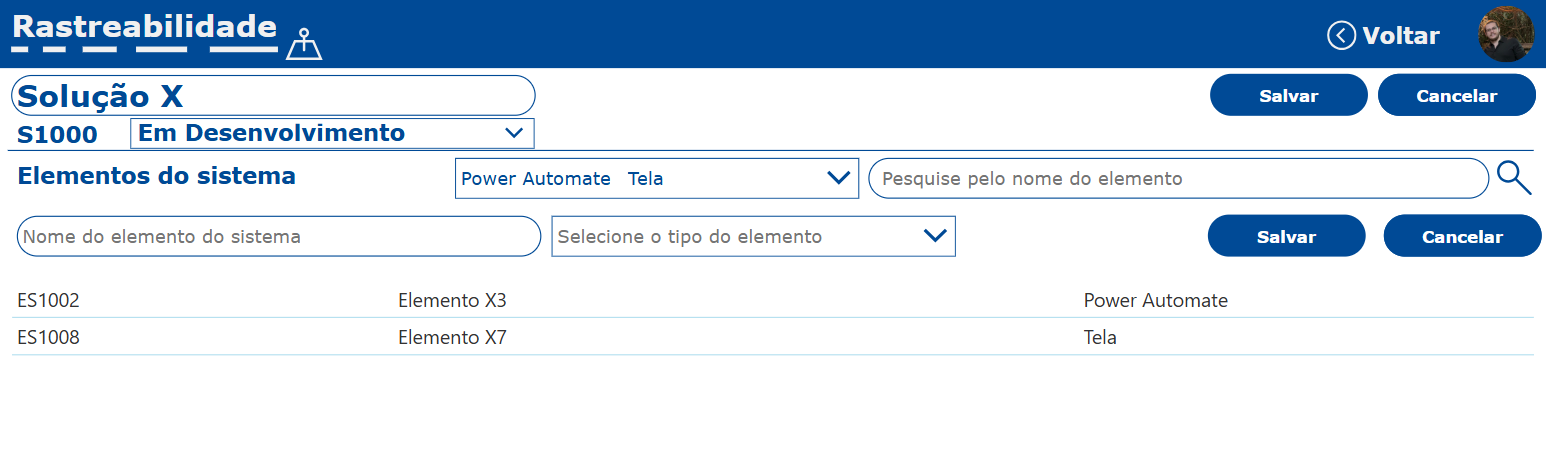 Rastreabilidade
Voltar
Solução X
Salvar Cancelar
S1000 Em Desenvolvimento
Elementos do sistema Power Automate Tela Pesquise pelo nome do elemento
Nome do elemento do sistema Selecione o tipo do elemento Salvar Cancelar
ES1002 Elemento X3 Power Automate
ES1008 Elemento X7 Tela